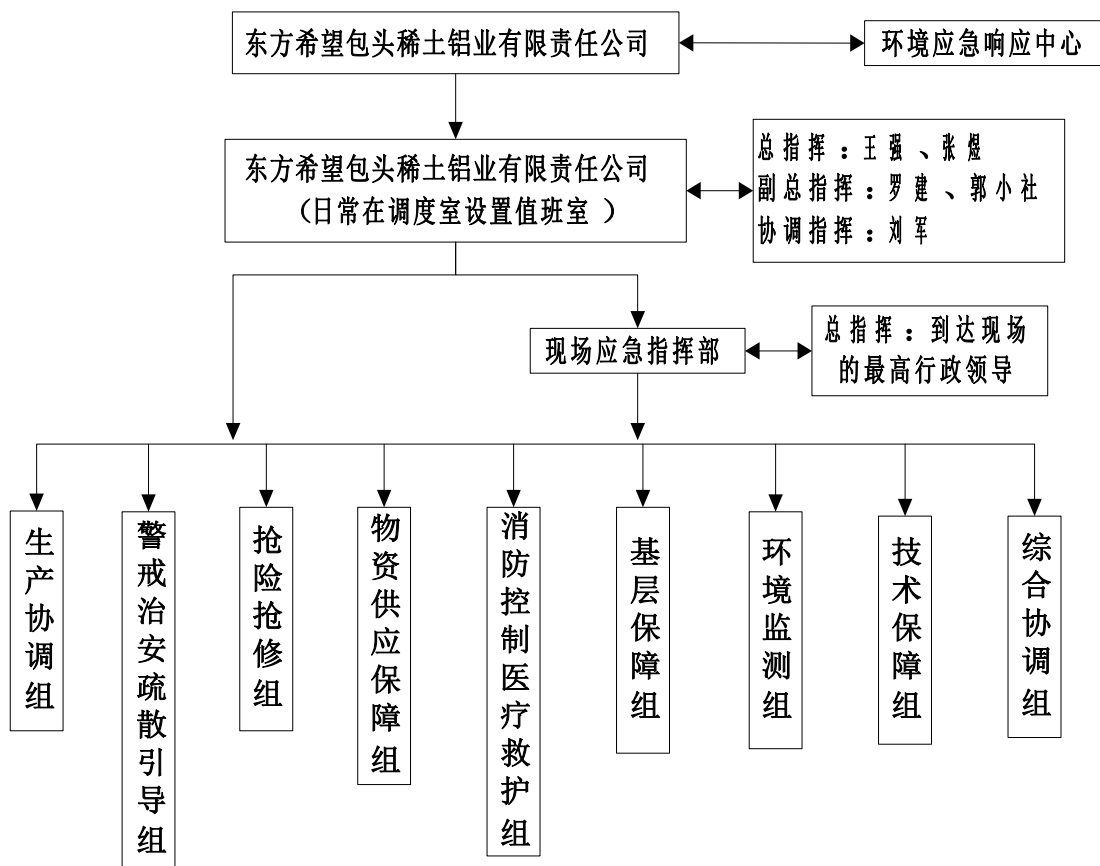 东方希望包头稀土铝业有限责任公司
环境应急响应中心
东方希望包头稀土铝业有限责任公司
（日常在调度室设置值班室 ）
总指挥：王强、张煜
副总指挥：罗建、郭小社
协调指挥：刘军
现场应急指挥部
总指挥：到达现场
的最高行政领导
生产协调组
警戒治安疏散引导组
抢险抢修组
物资供应保障组
消防控制医疗救护组
基层保障组
环境监测组
技术保障组
综合协调组